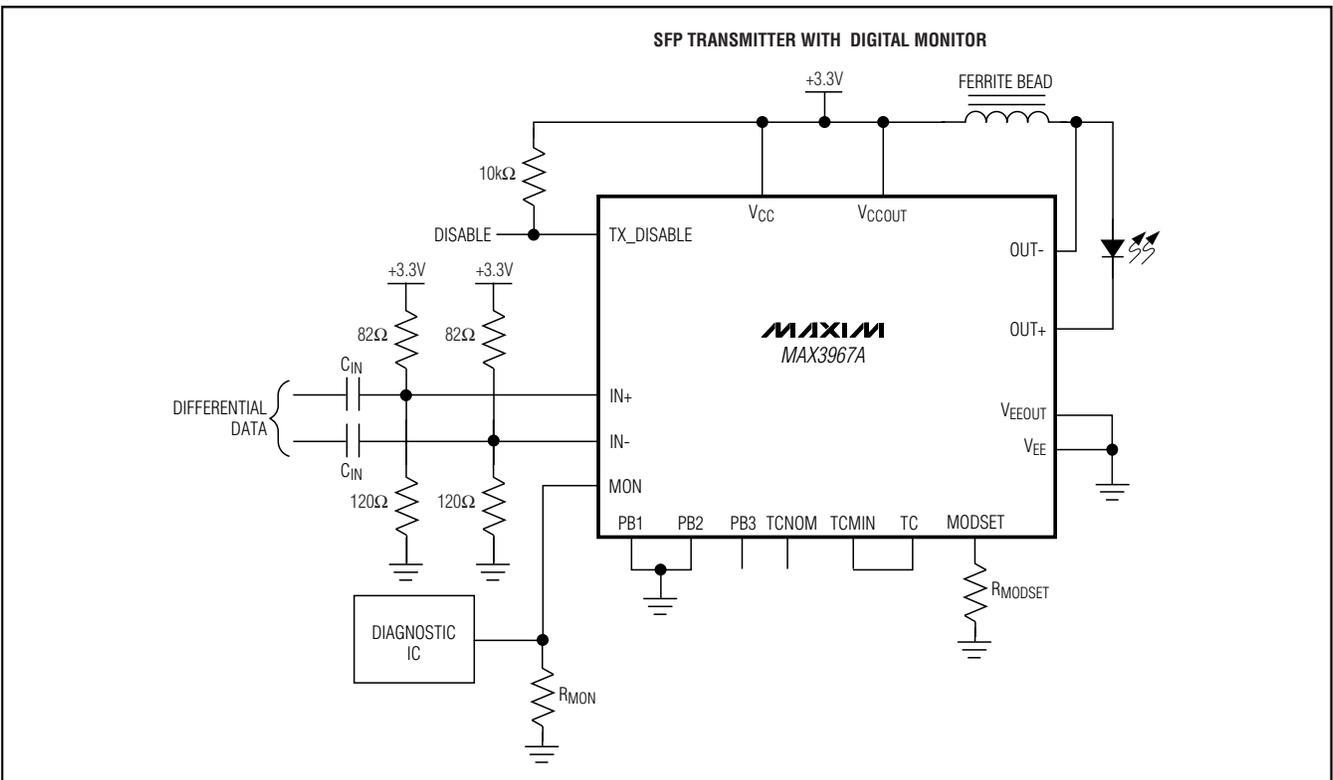 SFP TRANSMITTER WITH DIGITAL MONITOR
+3.3V
FERRITE BEAD
10kΩ
VCC
VCCOUT
DISABLE
TX_DISABLE
OUT-
+3.3V
+3.3V
82Ω
82Ω
MAXIM
MAX3967A
OUT+
CIN
IN+
DIFFERENTIAL
DATA
VEEOUT
IN-
VEE
CIN
MON
120Ω
120Ω
PB1
PB2
PB3
TCNOM
TCMIN
TC
MODSET
RMODSET
DIAGNOSTIC
IC
RMON